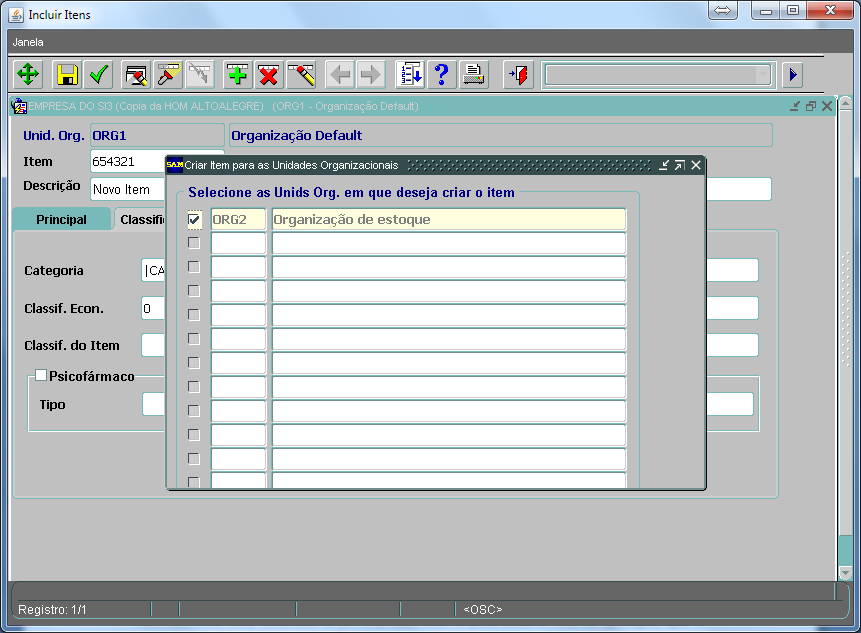 Incluir Itens
Janela
EMPRESA DO SI3 (Copia da HOM ALTOALEGRE) (ORG1 - Organização Default)
Unid. Org. ORG1 Organização Default
Item 654321
Descrição Novo Item
SAM Criar Item para as Unidades Organizacionais
Selecione as Unids Org. em que deseja criar o item
ORG2 Organização de estoque
Principal Classifi
Categoria |CA
Classif. Econ. 0
Classif. do Item
Psicofármaco
Tipo
Registro: 1/1 <OSC>